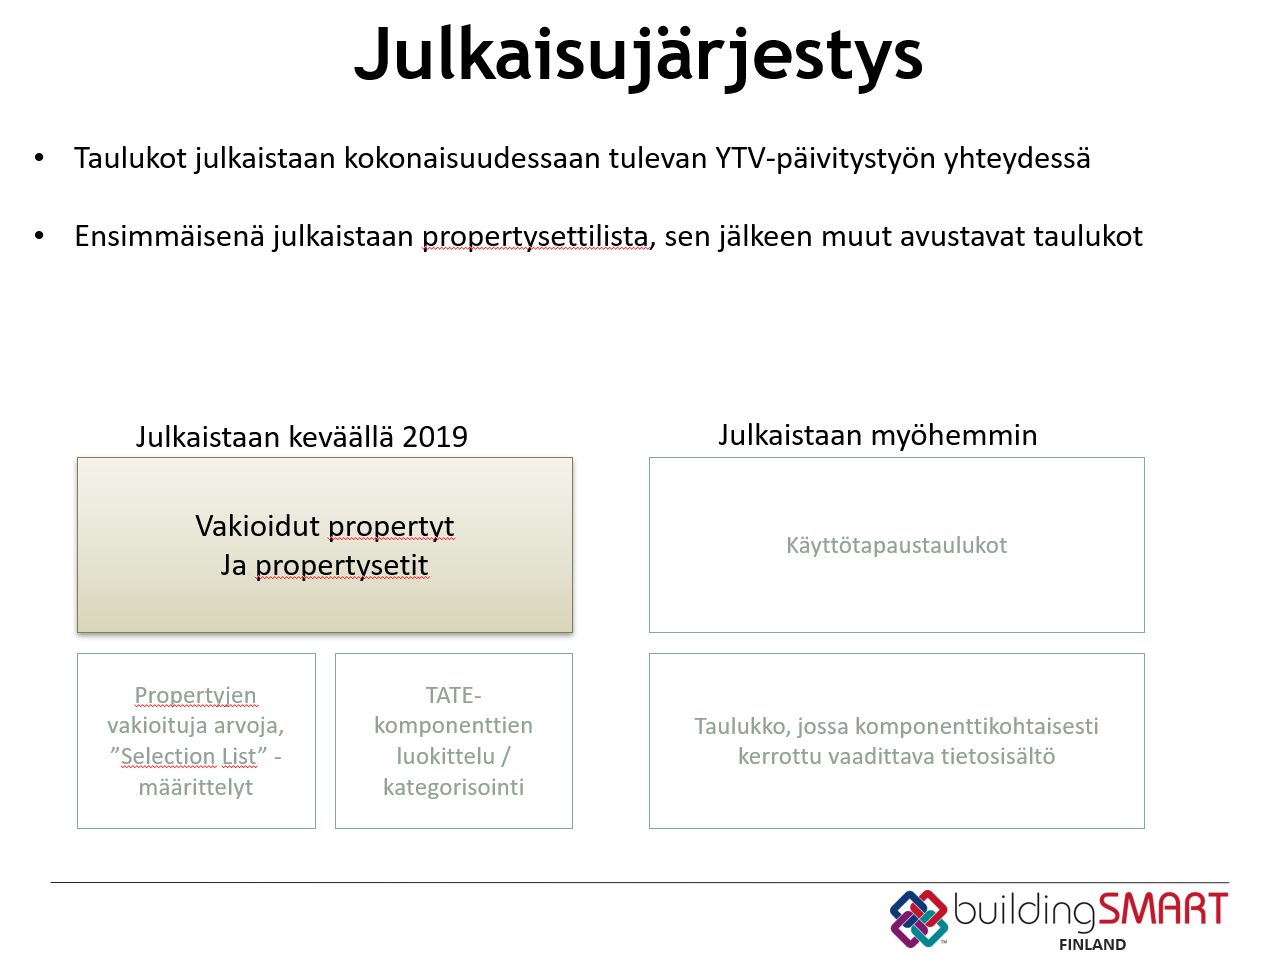 Julkaisujärjestys
• Taulukot julkaistaan kokonaisuudessaan tulevan YTV-päivitystyön yhteydessä
• Ensimmäisenä julkaistaan propertysettilista, sen jälkeen muut avustavat taulukot
Julkaistaan keväällä 2019
Vakioidut propertyt
Ja propertysetit
Propertyjen
vakioituja arvoja,
”Selection List” -
määrittelyt
TATE-
komponenttien
luokittelu /
kategorisointi
Julkaistaan myöhemmin
Käyttötapaustaulukot
Taulukko, jossa komponenttikohtaisesti
kerrottu vaadittava tietosisältö
buildingSMART
FINLAND